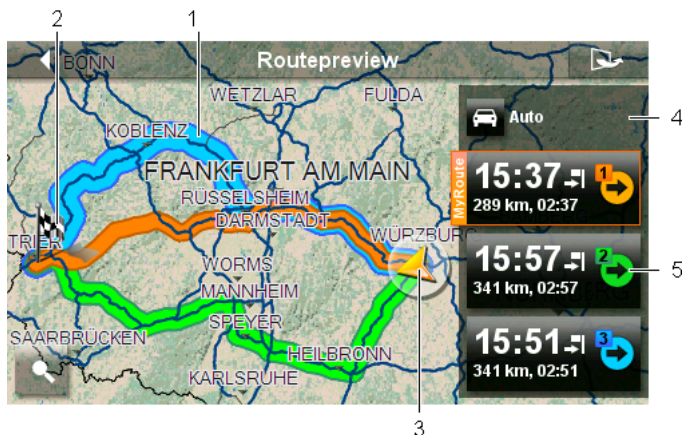 2
1
Routepreview
BONN
WETZLAR
FULDA
KOBLENZ
Auto
4
FRANKFURT AM MAIN
RÜSSELSHEIM
DARMSTADT
MyRoute
15:37
1
289 km, 02:37
TRIER
WÜRZBURG
WORMS
MANNHEIM
15:57
2
341 km, 02:57
5
SPEYER
SAARBRÜCKEN
HEILBRONN
KARLSRUHE
15:51
3
341 km, 02:51
3